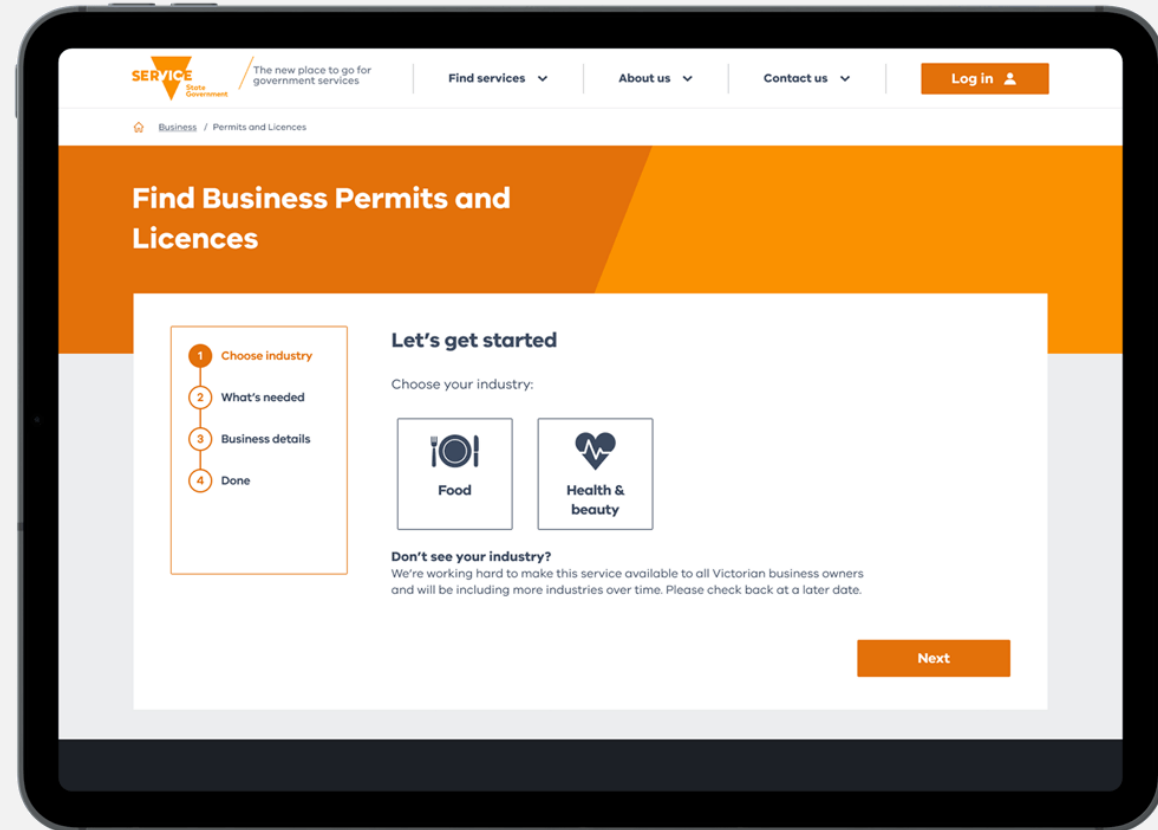 SERVICE
State
Government
The new place to go for
government services
Find services
About us
Contact us
Log in
Business / Permits and Licences
Find Business Permits and
Licences
1 Choose industry
2 What's needed
3 Business details
4 Done
Let's get started
Choose your industry:
Food
Health &
beauty
Don't see your industry?
We're working hard to make this service available to all Victorian business owners
and will be including more industries over time. Please check back at a later date.
Next